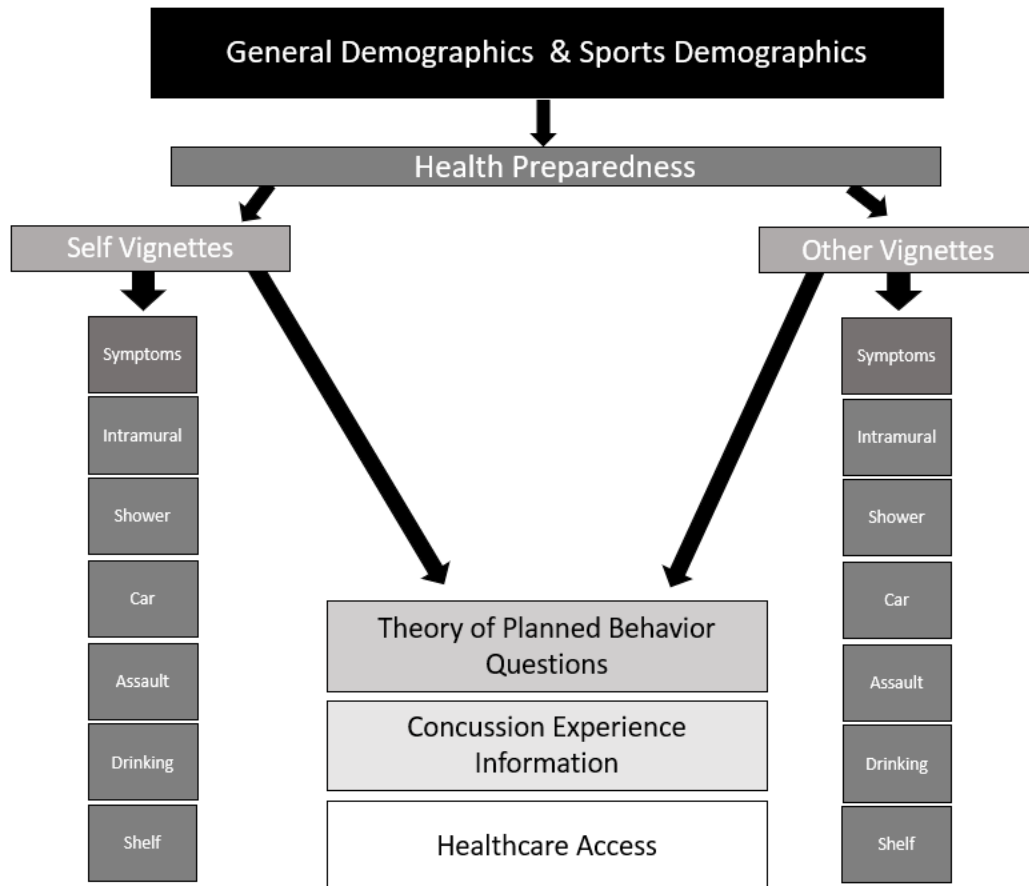 General Demographics & Sports Demographics
Health Preparedness
Self Vignettes
Other Vignettes
Symptoms
Intramural
Shower
Car
Assault
Drinking
Shelf
Theory of Planned Behavior
Questions
Concussion Experience
Information
Healthcare Access
Symptoms
Intramural
Shower
Car
Assault
Drinking
Shelf